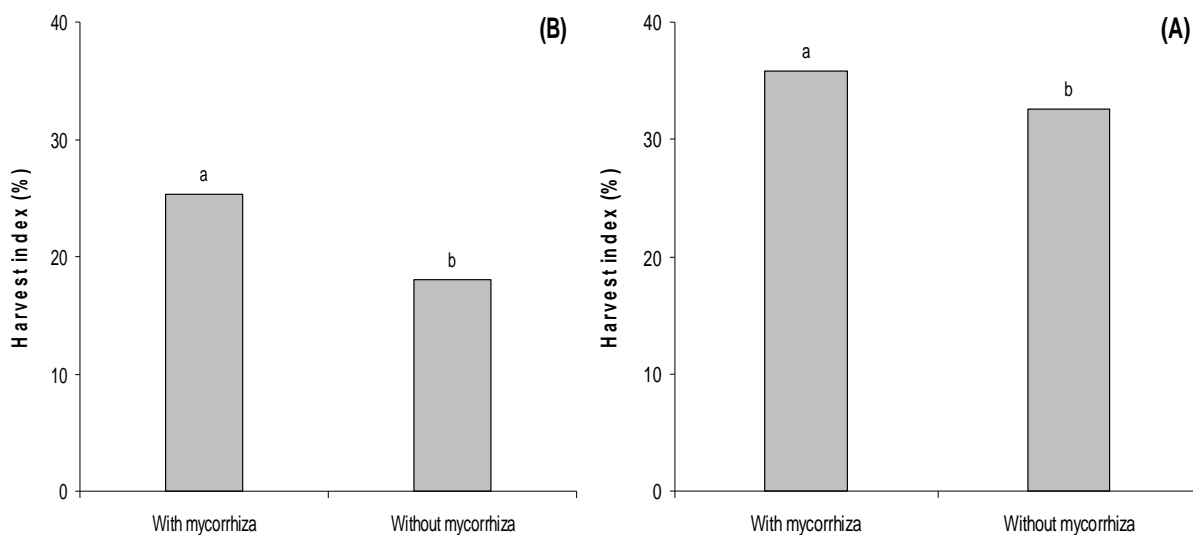 (B)
Harvest index (%)
40
30
20
10
0
a
b
With mycorrhiza
Without mycorrhiza
(A)
Harvest index (%)
40
30
20
10
0
a
b
With mycorrhiza
Without mycorrhiza